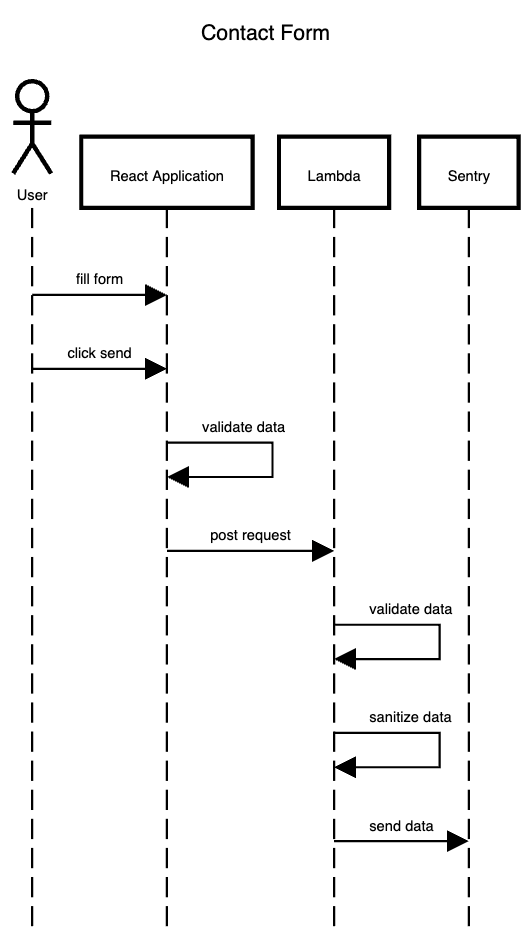 Contact Form
User
React Application
Lambda
Sentry
fill form
click send
validate data
post request
validate data
sanitize data
send data